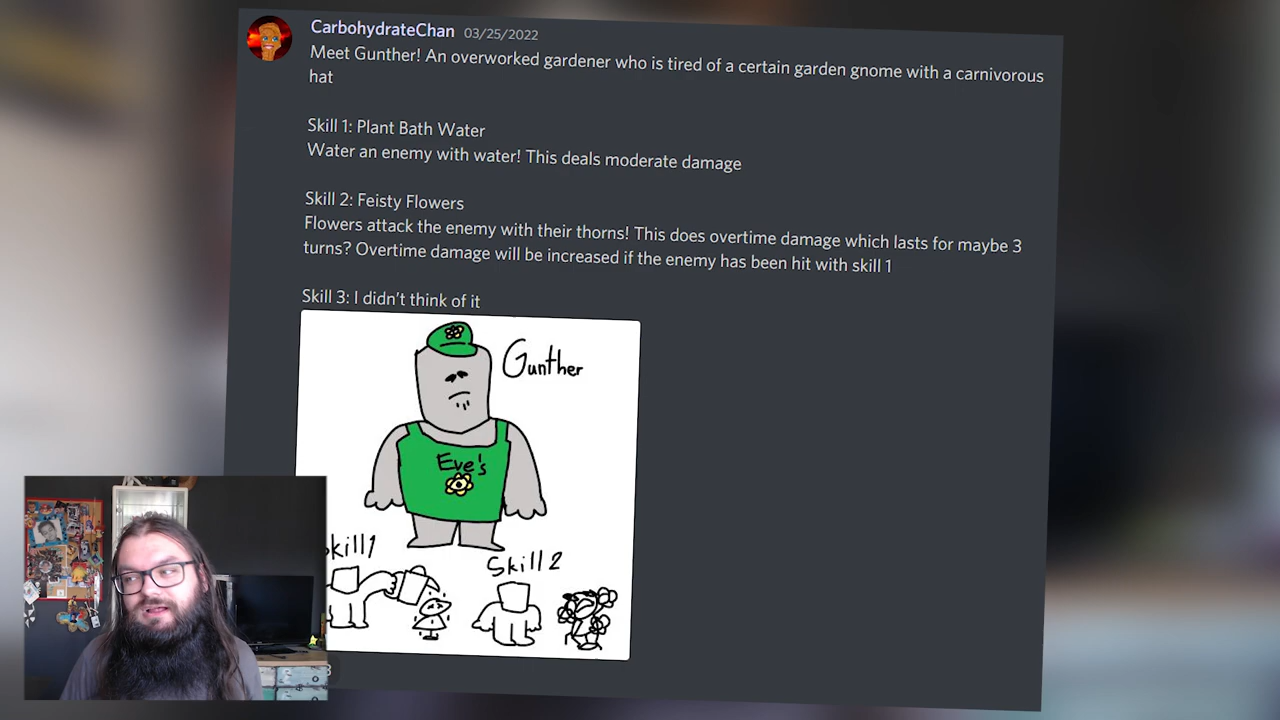 CarbohydrateChan 03/25/2022
Meet Gunther! An overworked gardener who is tired of a certain garden gnome with a carnivorous
hat
Skill 1: Plant Bath Water
Water an enemy with water! This deals moderate damage
Skill 2: Feisty Flowers
Flowers attack the enemy with their thorns! This does overtime damage which lasts for maybe 3
turns? Overtime damage will be increased if the enemy has been hit with skill 1
Skill 3: I didn't think of it
Gunther
Eve's
Skill 1
Skill 2